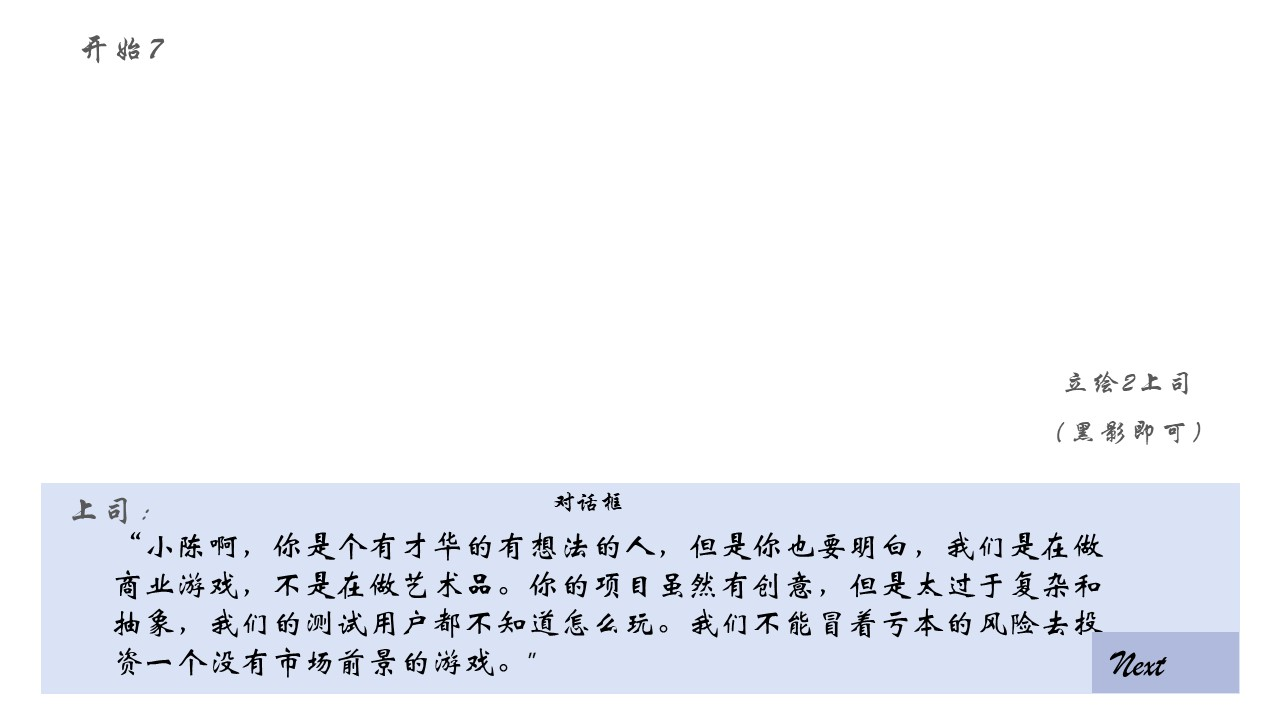 开始7
立绘2上司
（黑影即可）
对话框
上司：
“小陈啊，你是个有才华的有想法的人，但是你也要明白，我们是在做
商业游戏，不是在做艺术品。你的项目虽然有创意，但是太过于复杂和
抽象，我们的测试用户都不知道怎么玩。我们不能冒着亏本的风险去投
资一个没有市场前景的游戏。”
Next